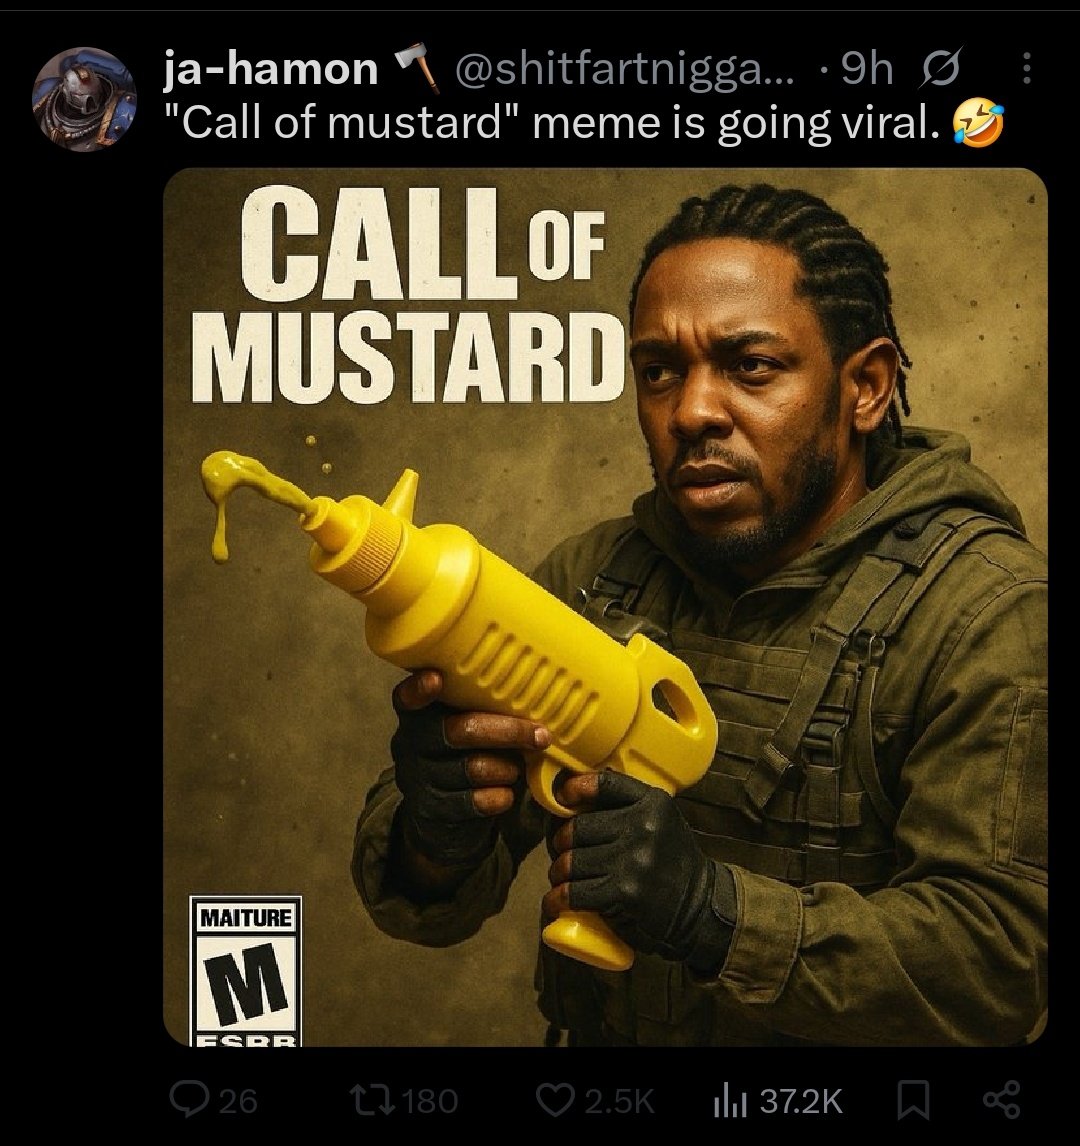 ja-hamon 🪓 @shitfartnigga... · 9h
"Call of mustard" meme is going viral. 🤣
CALL OF
MUSTARD
MAITURE
M
ESRB
26 180 2.5K 37.2K